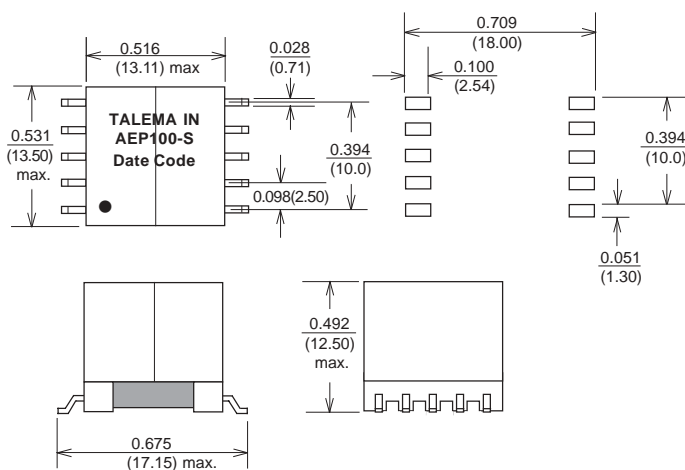 0.516
(13.11) max
0.028
(0.71)
0.709
(18.00)
0.100
(2.54)
TALEMA IN
AEP100-S
Date Code
0.531
(13.50)
max.
0.394
(10.0)
0.098(2.50)
0.394
(10.0)
0.051
(1.30)
0.492
(12.50)
max.
0.675
(17.15) max.